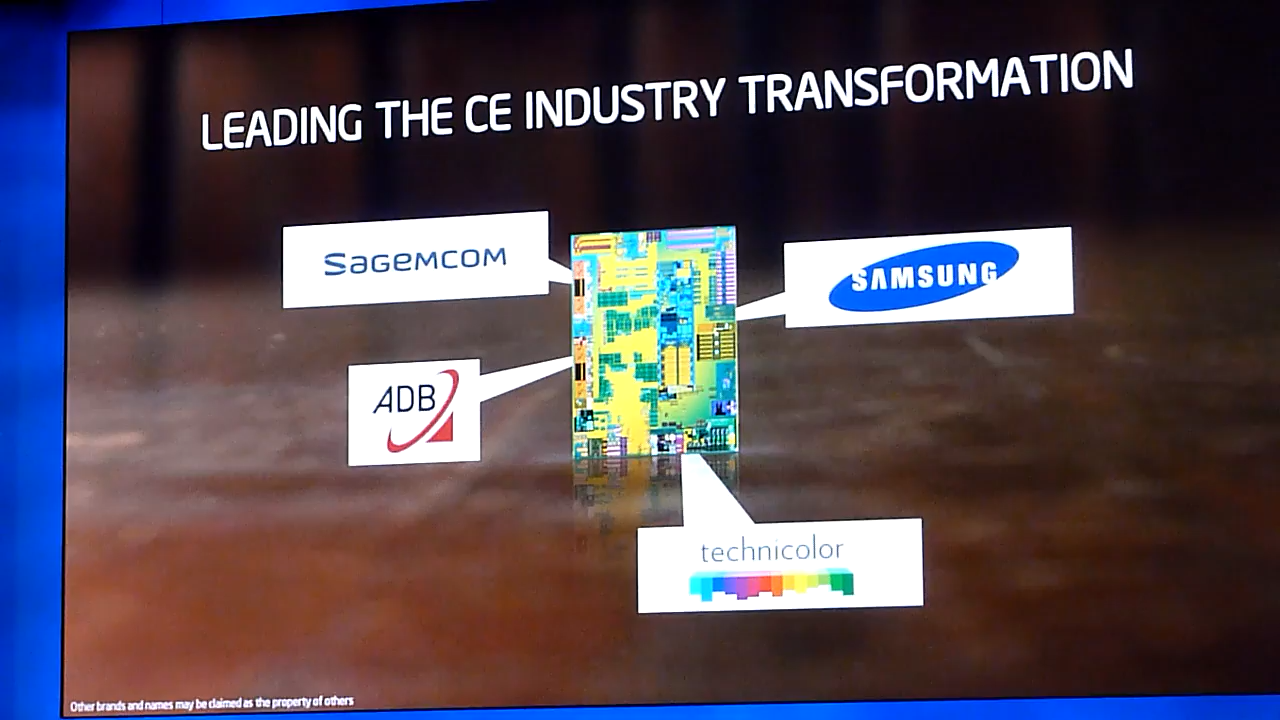 LEADING THE CE INDUSTRY TRANSFORMATION
SAGEMCOM
SAMSUNG
ADB
technicolor
Other brands and names may be claimed as the property of others